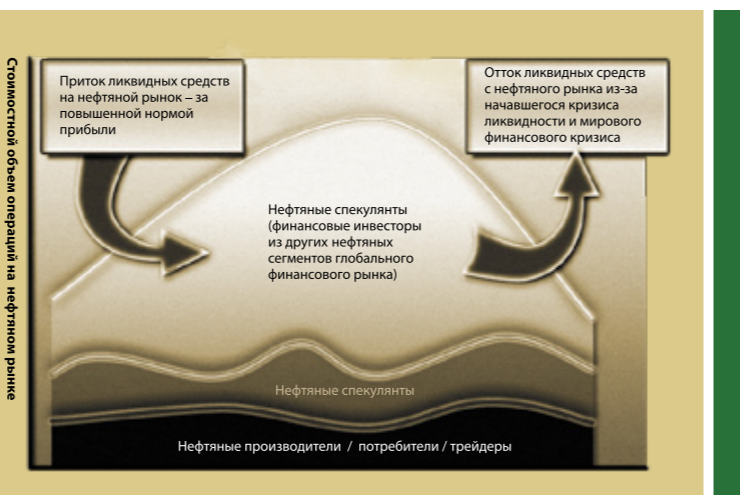 Стоимостной объем операций на нефтяном рынке
Приток ликвидных средств
на нефтяной рынок – за
повышенной нормой
прибыли
Отток ликвидных средств
с нефтяного рынка из-за
начавшегося кризиса
ликвидности и мирового
финансового кризиса
Нефтяные спекулянты
(финансовые инвесторы
из других нефтяных
сегментов глобального
финансового рынка)
Нефтяные спекулянты
Нефтяные производители / потребители / трейдеры